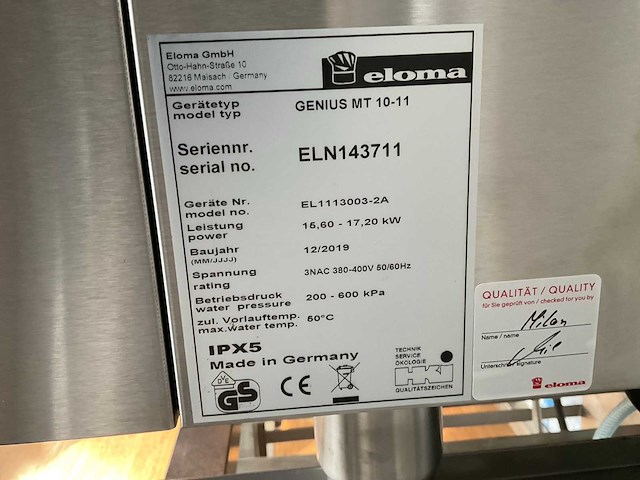 Eloma GmbH
Otto-Hahn-Straße 10
82216 Maisach / Germany
www.eloma.com
eloma
Gerätetyp
model typ
GENIUS MT 10-11
Seriennr.
serial no.
ELN143711
Geräte Nr.
model no.
EL1113003-2A
Leistung
power
15,60 - 17,20 kW
Baujahr
(MM/JJJJ)
12/2019
Spannung
rating
3NAC 380-400V 50/60Hz
Betriebsdruck
water pressure
200 - 600 kPa
zul. Vorlauftemp.
max.water temp.
50°C
IPX5
Made in Germany
GS
CE
TECHNIK
SERVICE
ÖKOLOGIE
HKI
QUALITÄTSZEICHEN
QUALITÄT / QUALITY
für Sie geprüft von / checked for you by
Milan
Name / name
Unterschrift/signature
eloma